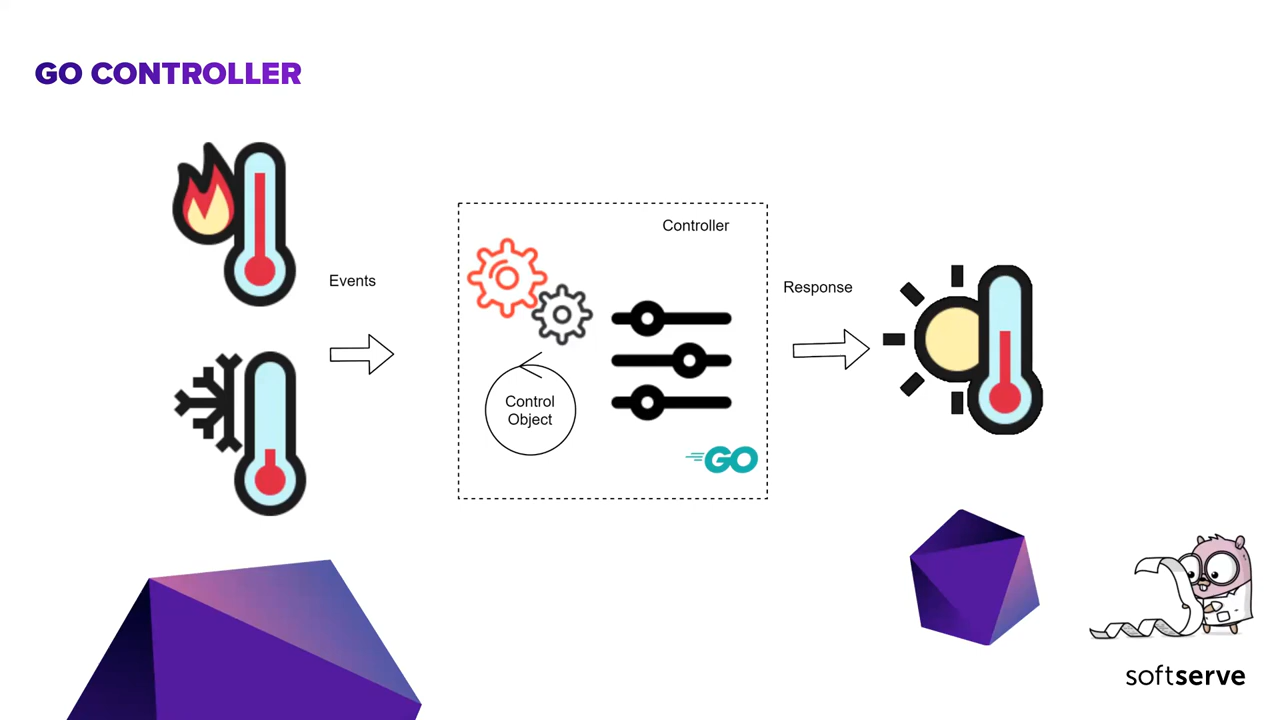 GO CONTROLLER
Events
Controller
Control
Object
GO
Response
softserve